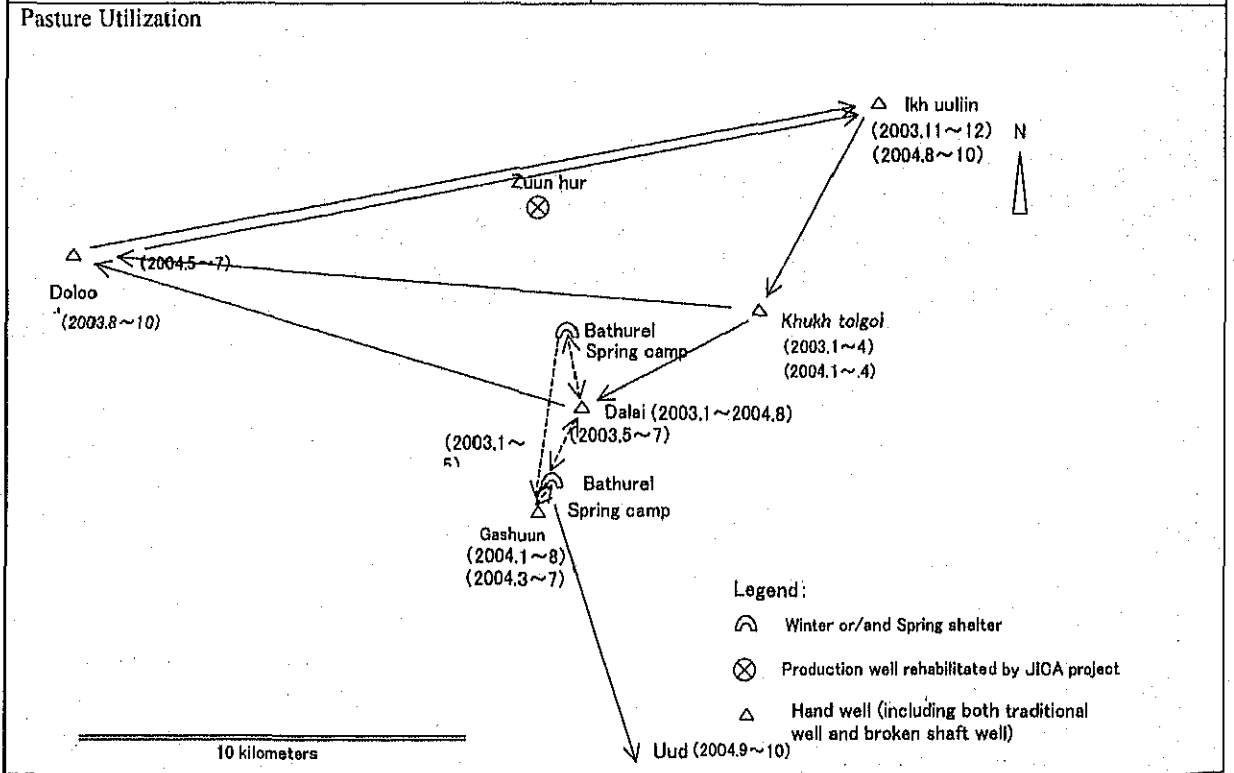 Pasture Utilization
Ikh uuliin
(2003.11~12)
(2004.8~10)
N
Zuun hur
(2004.5~7)
Doloo
(2003.8~10)
Khukh tolgoi
(2003.1~4)
(2004.1~.4)
Bathurel
Spring camp
Dalai (2003.1~2004.8)
(2003.5~7)
(2003.1~
5)
Bathurel
Spring camp
Gashuun
(2004.1~8)
(2004.3~7)
Legend:
Winter or/and Spring shelter
Production well rehabilitated by JICA project
Hand well (including both traditional
well and broken shaft well)
10 kilometers
Uud (2004.9~10)